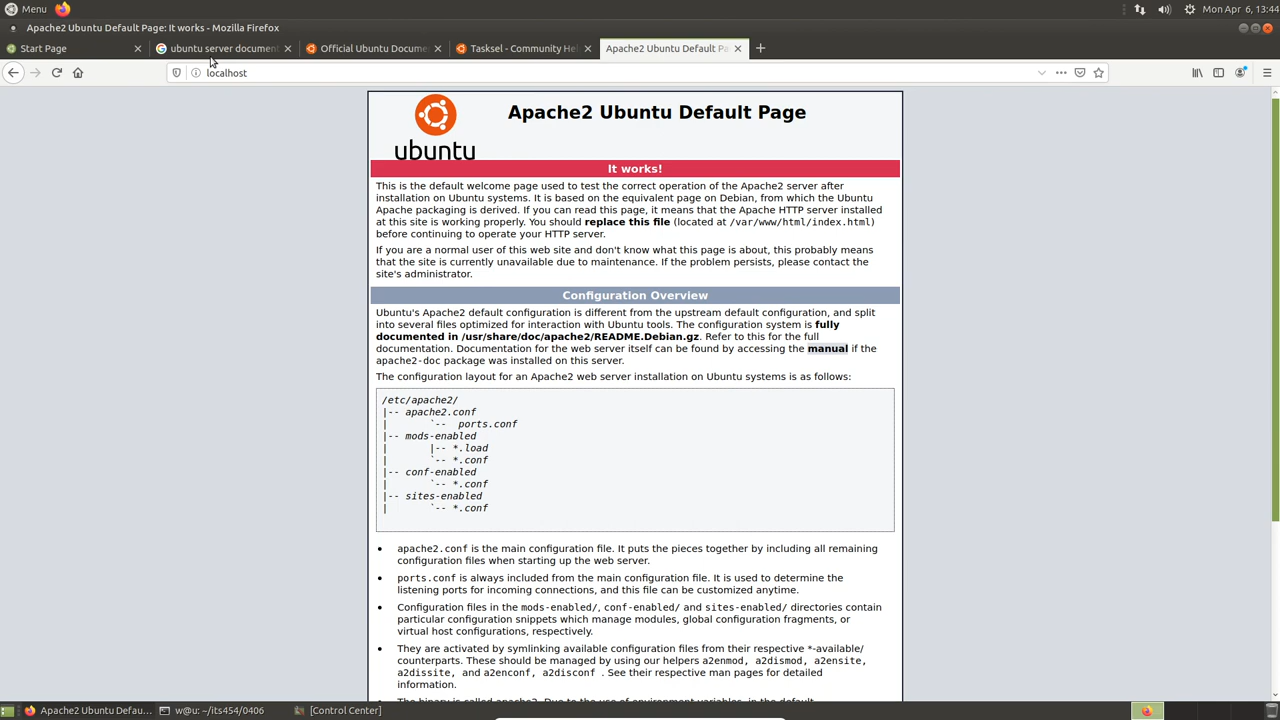 Menu
Mon Apr 6, 13:44
Apache2 Ubuntu Default Page: It works - Mozilla Firefox
Start Page
ubuntu server document
Official Ubuntu Docume
Tasksel - Community He
Apache2 Ubuntu Default Pa
localhost
ubuntu
Apache2 Ubuntu Default Page
It works!
This is the default welcome page used to test the correct operation of the Apache2 server after
installation on Ubuntu systems. It is based on the equivalent page on Debian, from which the Ubuntu
Apache packaging is derived. If you can read this page, it means that the Apache HTTP server installed
at this site is working properly. You should replace this file (located at /var/www/html/index.html)
before continuing to operate your HTTP server.
If you are a normal user of this web site and don't know what this page is about, this probably means
that the site is currently unavailable due to maintenance. If the problem persists, please contact the
site's administrator.
Configuration Overview
Ubuntu's Apache2 default configuration is different from the upstream default configuration, and split
into several files optimized for interaction with Ubuntu tools. The configuration system is fully
documented in /usr/share/doc/apache2/README.Debian.gz. Refer to this for the full
documentation. Documentation for the web server itself can be found by accessing the manual if the
apache2-doc package was installed on this server.
The configuration layout for an Apache2 web server installation on Ubuntu systems is as follows:
/etc/apache2/
|-- apache2.conf
|       `--  ports.conf
|-- mods-enabled
|       |-- *.load
|       `-- *.conf
|-- conf-enabled
|       `-- *.conf
|-- sites-enabled
|       `-- *.conf
• apache2.conf is the main configuration file. It puts the pieces together by including all remaining
configuration files when starting up the web server.
• ports.conf is always included from the main configuration file. It is used to determine the
listening ports for incoming connections, and this file can be customized anytime.
• Configuration files in the mods-enabled/, conf-enabled/ and sites-enabled/ directories contain
particular configuration snippets which manage modules, global configuration fragments, or
virtual host configurations, respectively.
• They are activated by symlinking available configuration files from their respective *-available/
counterparts. These should be managed by using our helpers a2enmod, a2dismod, a2ensite,
a2dissite, and a2enconf, a2disconf . See their respective man pages for detailed
information.
• The binary is called apache2. Due to the use of environment variables, in the default
Apache2 Ubuntu Defau...
w@u: ~/its454/0406
[Control Center]